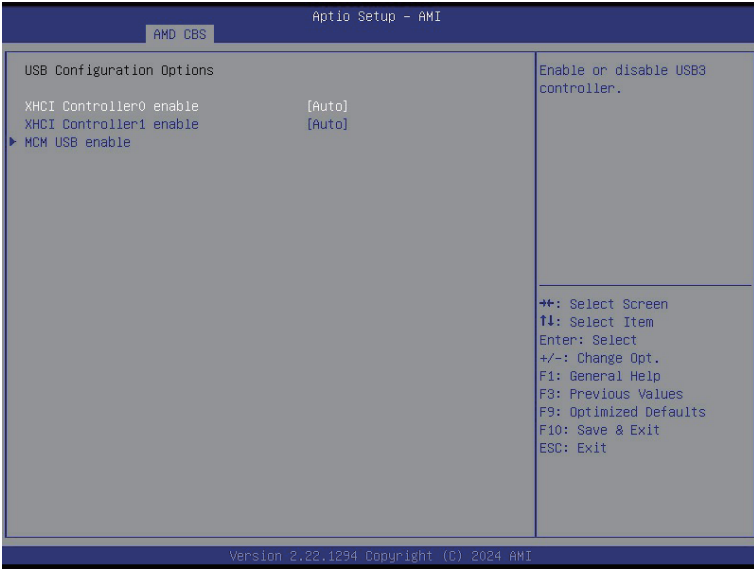 Aptio Setup – AMI
AMD CBS
USB Configuration Options
XHCI Controller0 enable [Auto]
XHCI Controller1 enable [Auto]
MCM USB enable
Enable or disable USB3
controller.
→←: Select Screen
↑↓: Select Item
Enter: Select
+/-: Change Opt.
F1: General Help
F3: Previous Values
F9: Optimized Defaults
F10: Save & Exit
ESC: Exit
Version 2.22.1294 Copyright (C) 2024 AMI